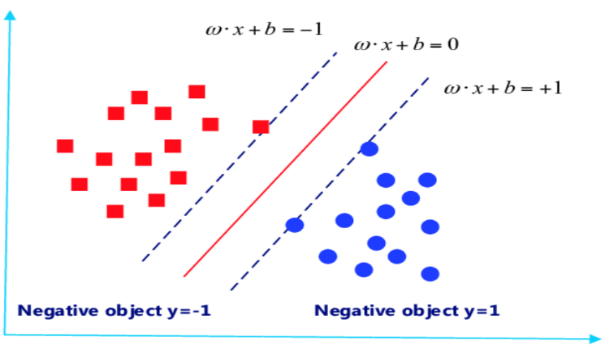 ω· x + b = −1
ω· x + b = 0
ω· x + b = +1
Negative object y=-1
Negative object y=1